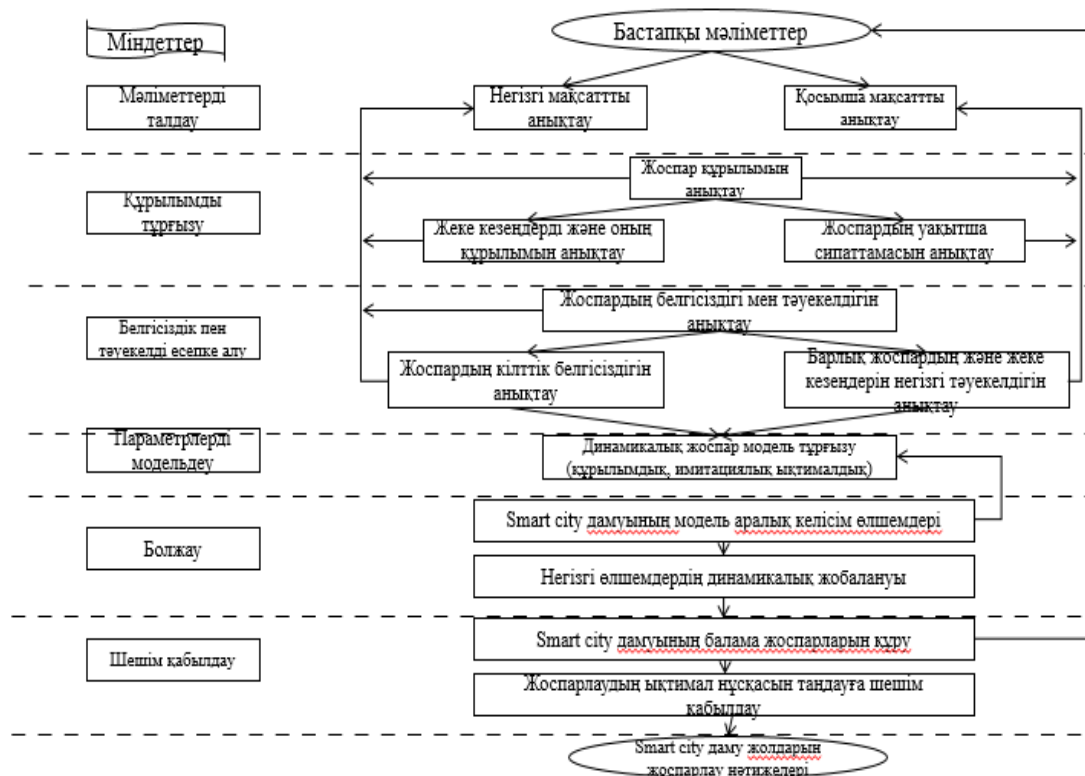 Міндеттер
Бастапқы мәліметтер
Мәліметтерді
талдау
Негізгі мақсаттты
анықтау
Қосымша мақсаттты
анықтау
Құрылымды
тұрғызу
Жоспар құрылымын
анықтау
Жеке кезеңдерді және оның
құрылымын анықтау
Жоспардың уақытша
сипаттамасын анықтау
Белгісіздік пен
тәуекелді есепке алу
Жоспардың белгісіздігі мен тәуекелдігін
анықтау
Жоспардың кілттік белгісіздігін
анықтау
Барлық жоспардың және жеке
кезеңдерін негізгі тәуекелдігін
анықтау
Параметрлерді
модельдеу
Динамикалық жоспар модель тұрғызу
(құрылымдық, имитациялық ықтималдық)
Болжау
Smart city дамуының модель аралық келісім өлшемдері
Негізгі өлшемдердің динамикалық жобалануы
Шешім қабылдау
Smart city дамуының балама жоспарларын құру
Жоспарлаудың ықтимал нұсқасын таңдауға шешім
қабылдау
Smart city даму жолдарын
жоспарлау нәтижелері